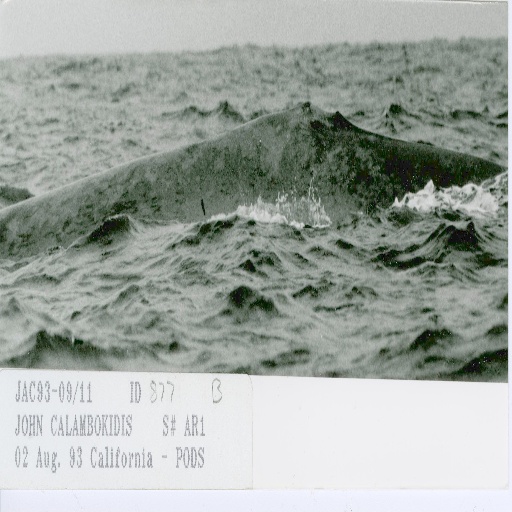 JAC93-09/11 ID 877 B
JOHN CALAMBOKIDIS S# AR1
02 Aug. 93 California - PODS